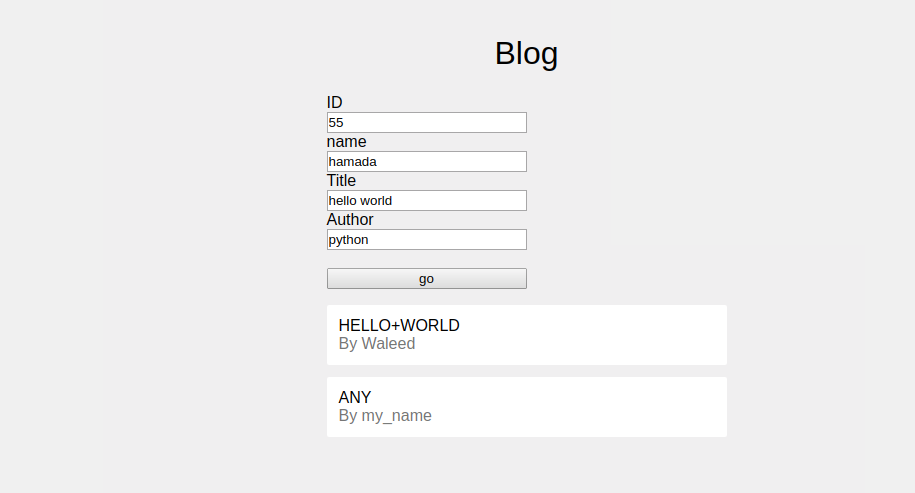 Blog
ID
55
name
hamada
Title
hello world
Author
python
go
HELLO+WORLD
By Waleed
ANY
By my_name